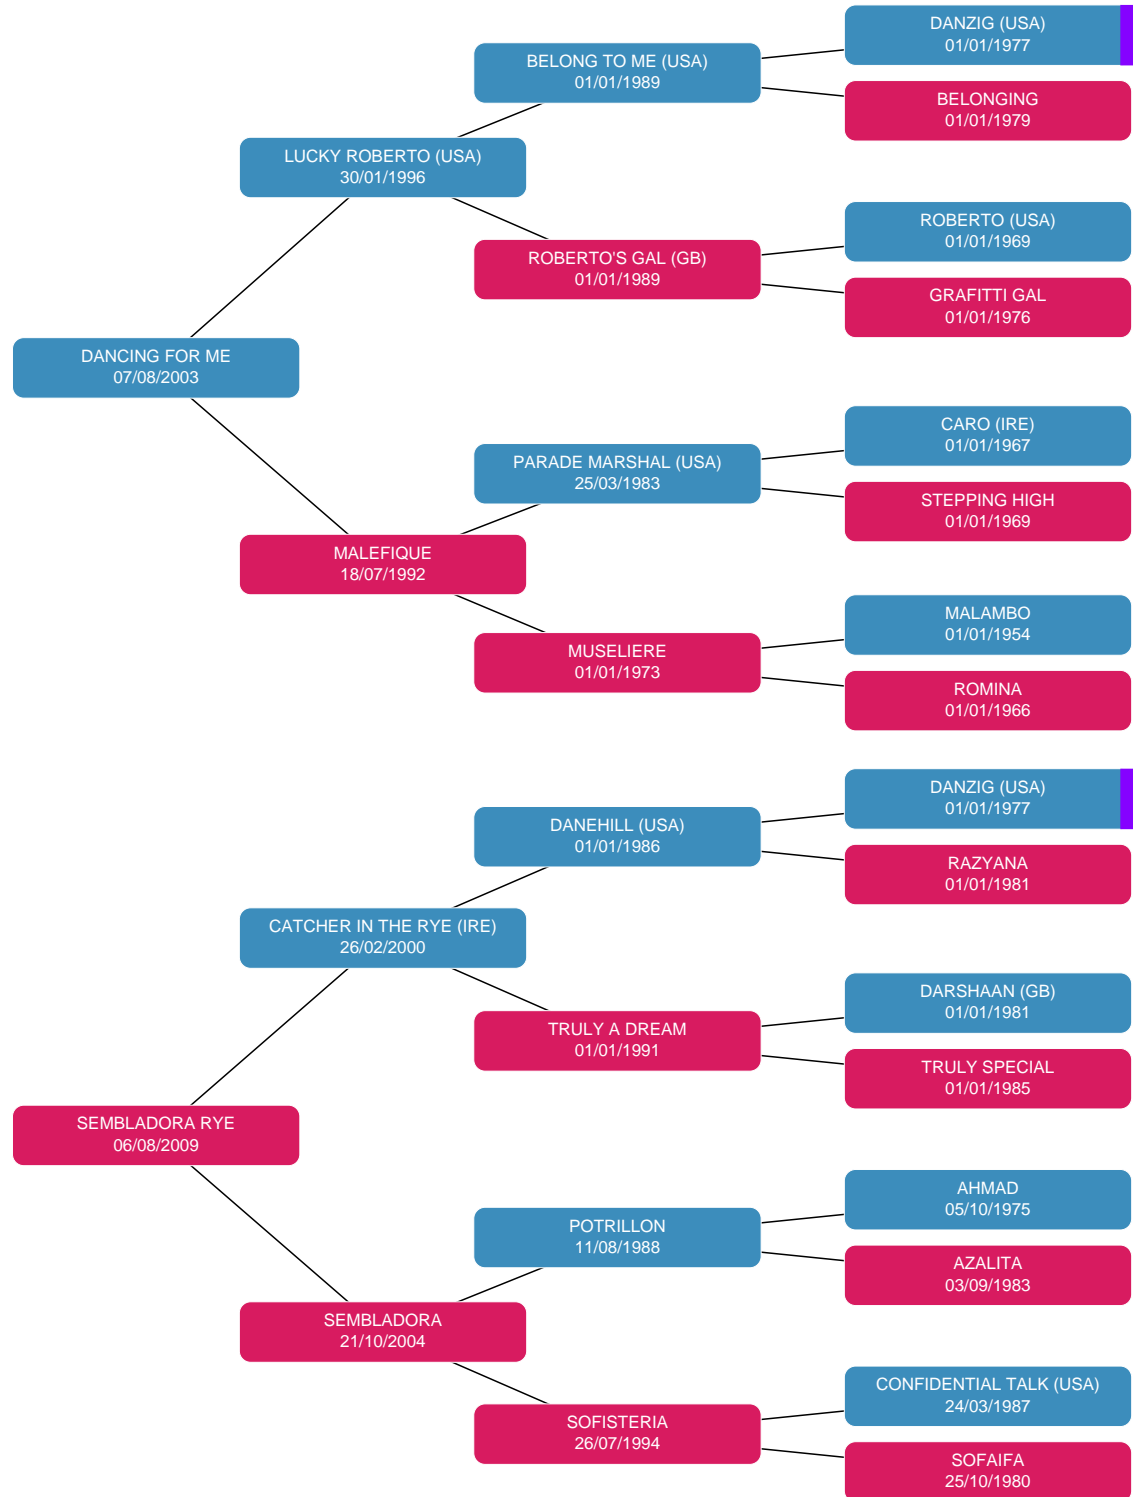 DANZIG (USA)
01/01/1977
BELONG TO ME (USA)
01/01/1989
BELONGING
01/01/1979
LUCKY ROBERTO (USA)
30/01/1996
ROBERTO (USA)
01/01/1969
ROBERTO'S GAL (GB)
01/01/1989
GRAFITTI GAL
01/01/1976
DANCING FOR ME
07/08/2003
CARO (IRE)
01/01/1967
PARADE MARSHAL (USA)
25/03/1983
STEPPING HIGH
01/01/1969
MALEFIQUE
18/07/1992
MALAMBO
01/01/1954
MUSELIERE
01/01/1973
ROMINA
01/01/1966
DANZIG (USA)
01/01/1977
DANEHILL (USA)
01/01/1986
RAZYANA
01/01/1981
CATCHER IN THE RYE (IRE)
26/02/2000
DARSHAAN (GB)
01/01/1981
TRULY A DREAM
01/01/1991
TRULY SPECIAL
01/01/1985
SEMBLADORA RYE
06/08/2009
AHMAD
05/10/1975
POTRILLON
11/08/1988
AZALITA
03/09/1983
SEMBLADORA
21/10/2004
CONFIDENTIAL TALK (USA)
24/03/1987
SOFISTERIA
26/07/1994
SOFAIFA
25/10/1980